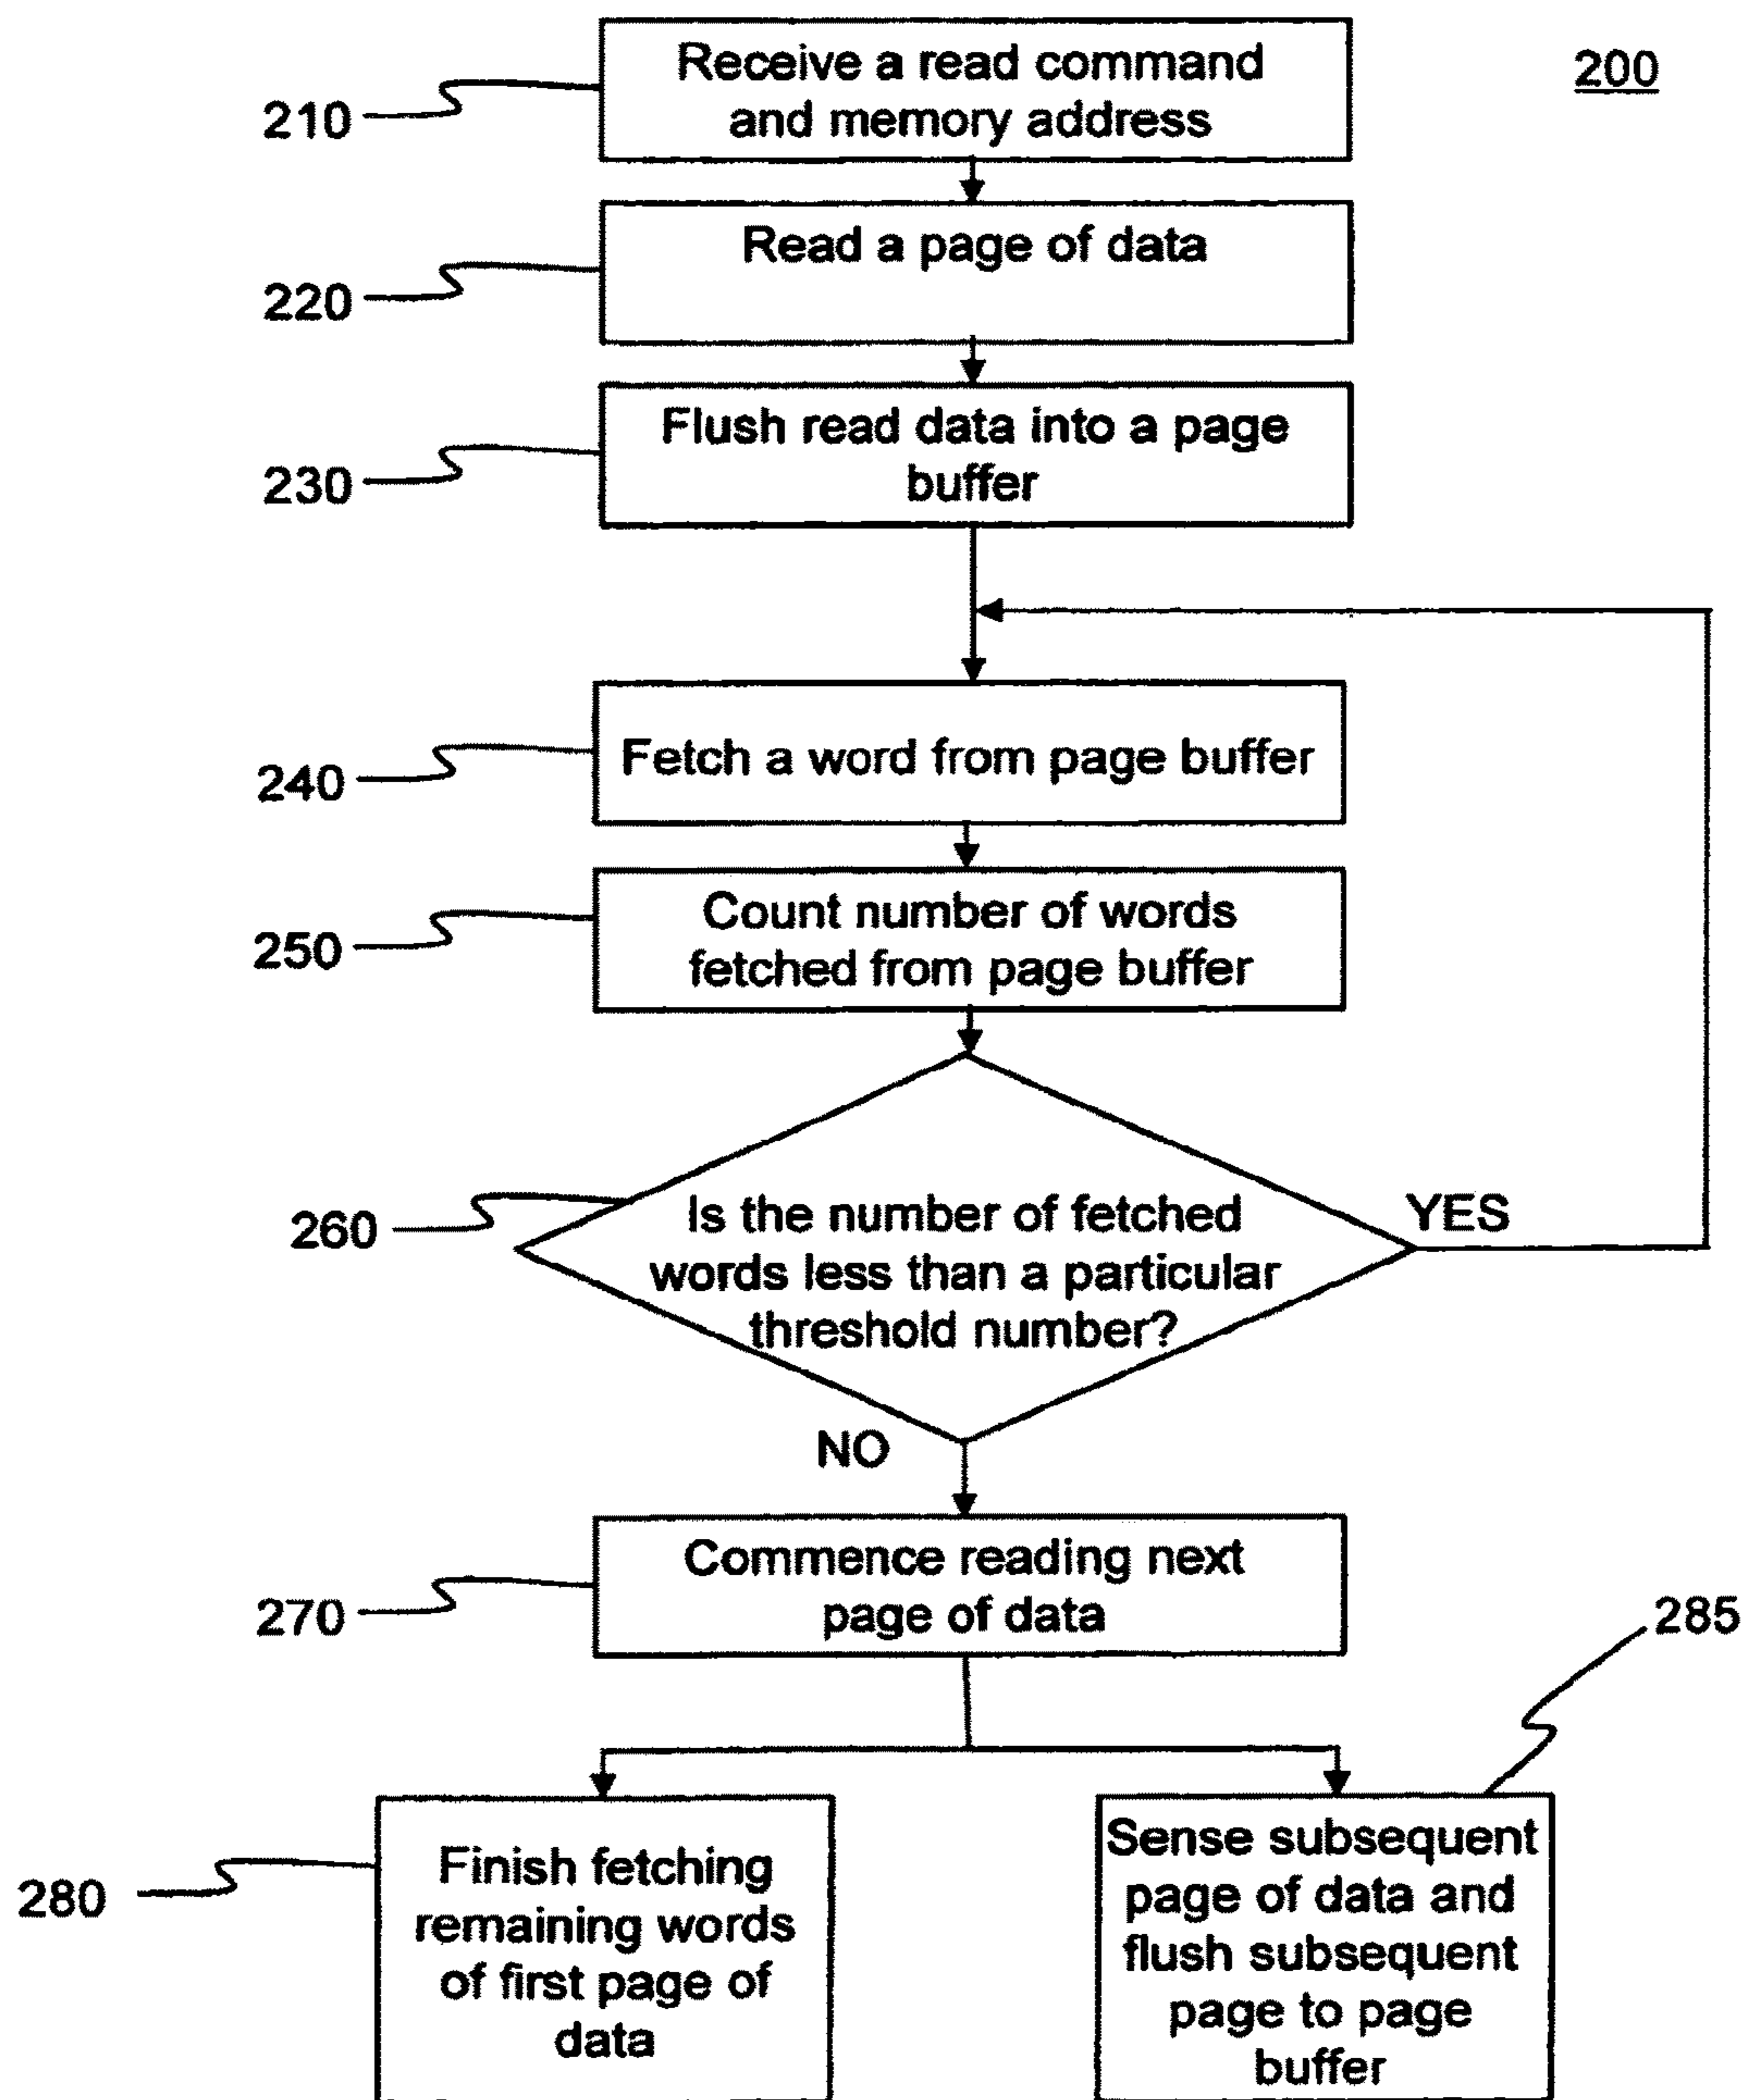 200
210
Receive a read command
and memory address
220
Read a page of data
230
Flush read data into a page
buffer
240
Fetch a word from page buffer
250
Count number of words
fetched from page buffer
260
Is the number of fetched
words less than a particular
threshold number?
YES
NO
270
Commence reading next
page of data
285
280
Finish fetching
remaining words
of first page of
data
Sense subsequent
page of data and
flush subsequent
page to page
buffer